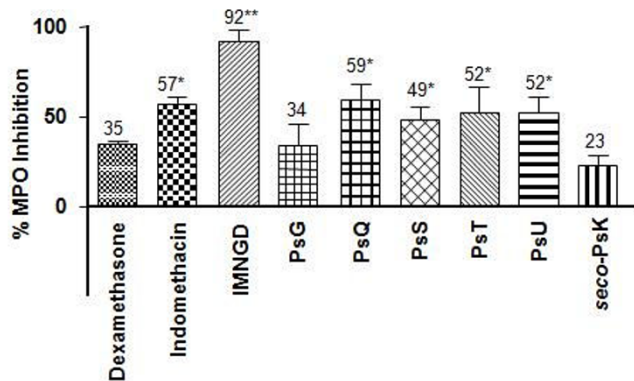 % MPO Inhibition
100
50
0
35
57*
92**
34
59*
49*
52*
52*
23
Dexamethasone
Indomethacin
IMNGD
PsG
PsQ
PsS
PsT
PsU
seco-PsK